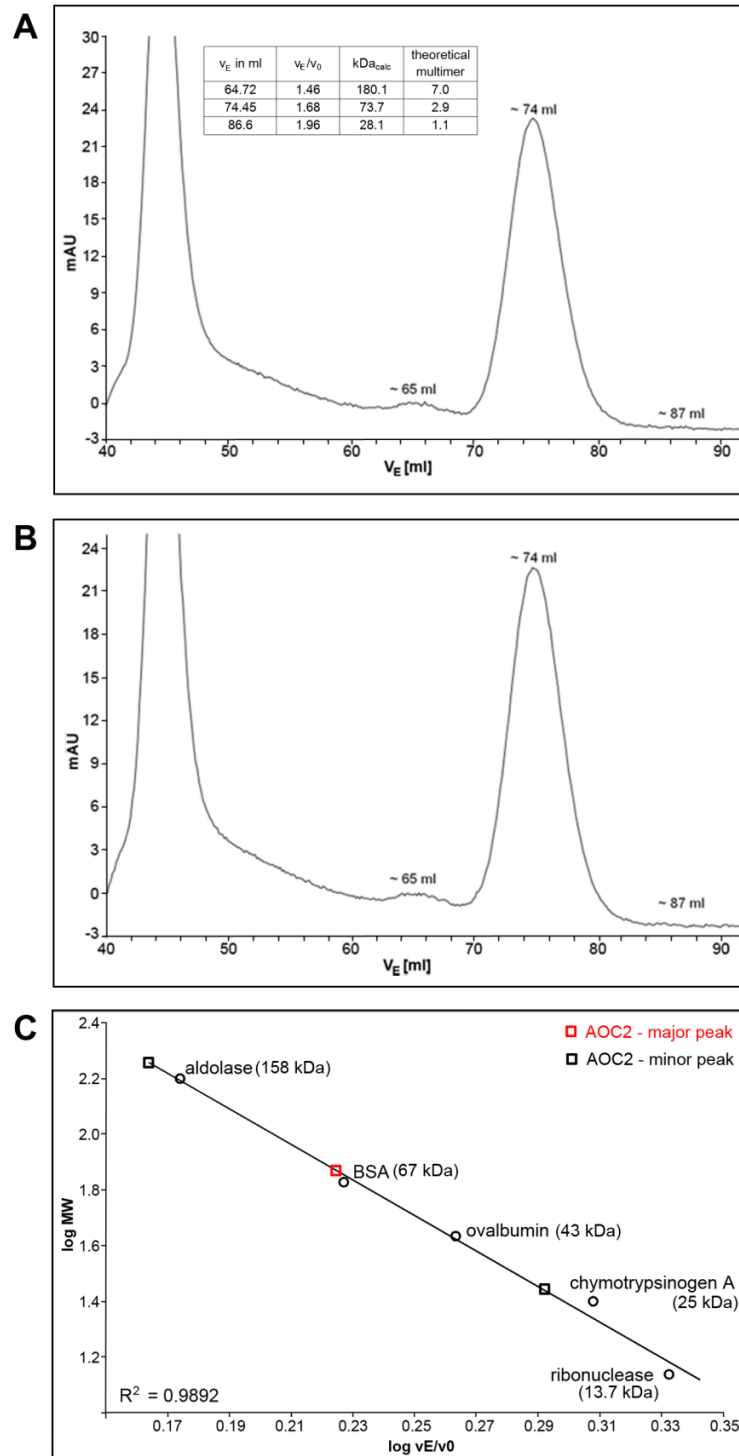 A
30
27
24
21
18
15
12
9
6
3
0
-3
mAU
vE in ml vE/v0 kDacalc theoretical multimer
64.72 1.46 180.1 7.0
74.45 1.68 73.7 2.9
86.6 1.96 28.1 1.1
~ 74 ml
~ 65 ml
~ 87 ml
40 50 60 70 80 90
VE [ml]
B
24
21
18
15
12
9
6
3
0
-3
mAU
~ 74 ml
~ 65 ml
~ 87 ml
40 50 60 70 80 90
VE [ml]
C
2.4
2.2
2.0
1.8
1.6
1.4
1.2
log MW
AOC2 - major peak
AOC2 - minor peak
aldolase (158 kDa)
BSA (67 kDa)
ovalbumin (43 kDa)
chymotrypsinogen A
(25 kDa)
ribonuclease
(13.7 kDa)
R² = 0.9892
0.17 0.19 0.21 0.23 0.25 0.27 0.29 0.31 0.33 0.35
log vE/v0